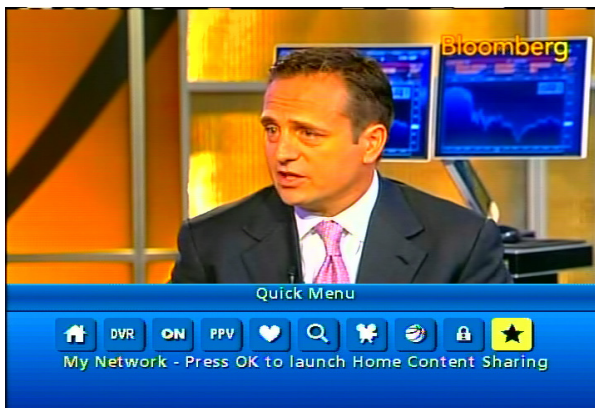 Bloomberg
Quick Menu
DVR ON PPV
My Network - Press OK to launch Home Content Sharing